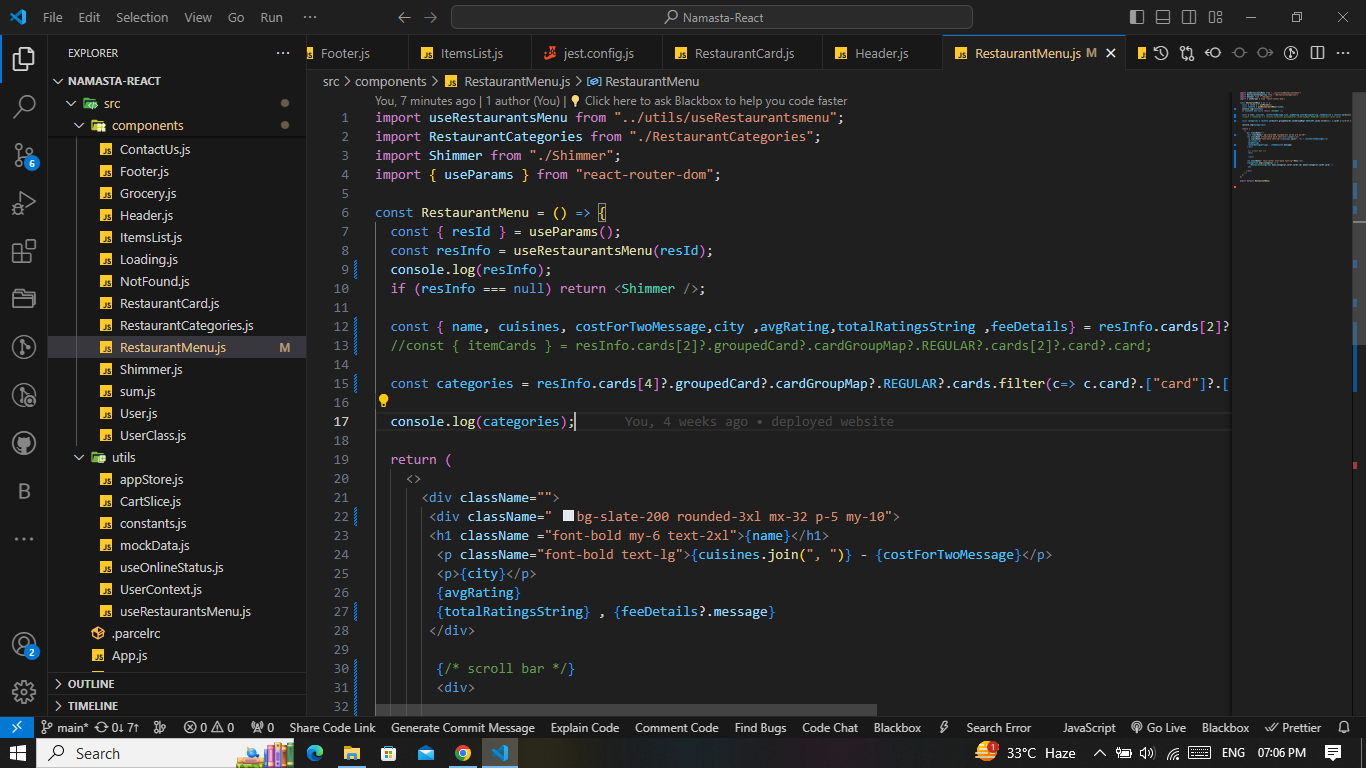 File Edit Selection View Go Run ··· Namasta-React
EXPLORER ···
NAMASTA-REACT
src
components
ContactUs.js
Footer.js
Grocery.js
Header.js
ItemsList.js
Loading.js
NotFound.js
RestaurantCard.js
RestaurantCategories.js
RestaurantMenu.js M
Shimmer.js
sum.js
User.js
UserClass.js
utils
appStore.js
CartSlice.js
constants.js
mockData.js
useOnlineStatus.js
UserContext.js
useRestaurantsMenu.js
.parcelrc
App.js
OUTLINE
TIMELINE
6
B
2
Footer.js ItemsList.js jest.config.js RestaurantCard.js Header.js RestaurantMenu.js M
src > components > RestaurantMenu.js > RestaurantMenu
You, 7 minutes ago | 1 author (You) | Click here to ask Blackbox to help you code faster
1 import useRestaurantsMenu from "../utils/useRestaurantsmenu";
2 import RestaurantCategories from "./RestaurantCategories";
3 import Shimmer from "./Shimmer";
4 import { useParams } from "react-router-dom";
5
6 const RestaurantMenu = () => {
7 const { resId } = useParams();
8 const resInfo = useRestaurantsMenu(resId);
9 console.log(resInfo);
10 if (resInfo === null) return <Shimmer />;
11
12 const { name, cuisines, costForTwoMessage,city ,avgRating,totalRatingsString ,feeDetails} = resInfo.cards[2]?
13 //const { itemCards } = resInfo.cards[2]?.groupedCard?.cardGroupMap?.REGULAR?.cards[2]?.card?.card;
14
15 const categories = resInfo.cards[4]?.groupedCard?.cardGroupMap?.REGULAR?.cards.filter(c=> c.card?.["card"]?.[
16
17 console.log(categories); You, 4 weeks ago • deployed website
18
19 return (
20 <>
21 <div className="">
22 <div className=" bg-slate-200 rounded-3xl mx-32 p-5 my-10">
23 <h1 className ="font-bold my-6 text-2xl">{name}</h1>
24 <p className="font-bold text-lg">{cuisines.join(", ")} - {costForTwoMessage}</p>
25 <p>{city}</p>
26 {avgRating}
27 {totalRatingsString} , {feeDetails?.message}
28 </div>
29
30 {/* scroll bar */}
31 <div>
32
main* 0↓ 7↑ 0 0 0 Share Code Link Generate Commit Message Explain Code Comment Code Find Bugs Code Chat Blackbox Search Error JavaScript Go Live Blackbox Prettier
Search 1 33°C Haze ENG 07:06 PM